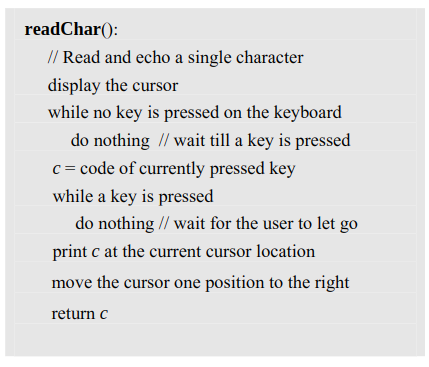 readChar():
// Read and echo a single character
display the cursor
while no key is pressed on the keyboard
do nothing // wait till a key is pressed
c = code of currently pressed key
while a key is pressed
do nothing // wait for the user to let go
print c at the current cursor location
move the cursor one position to the right
return c